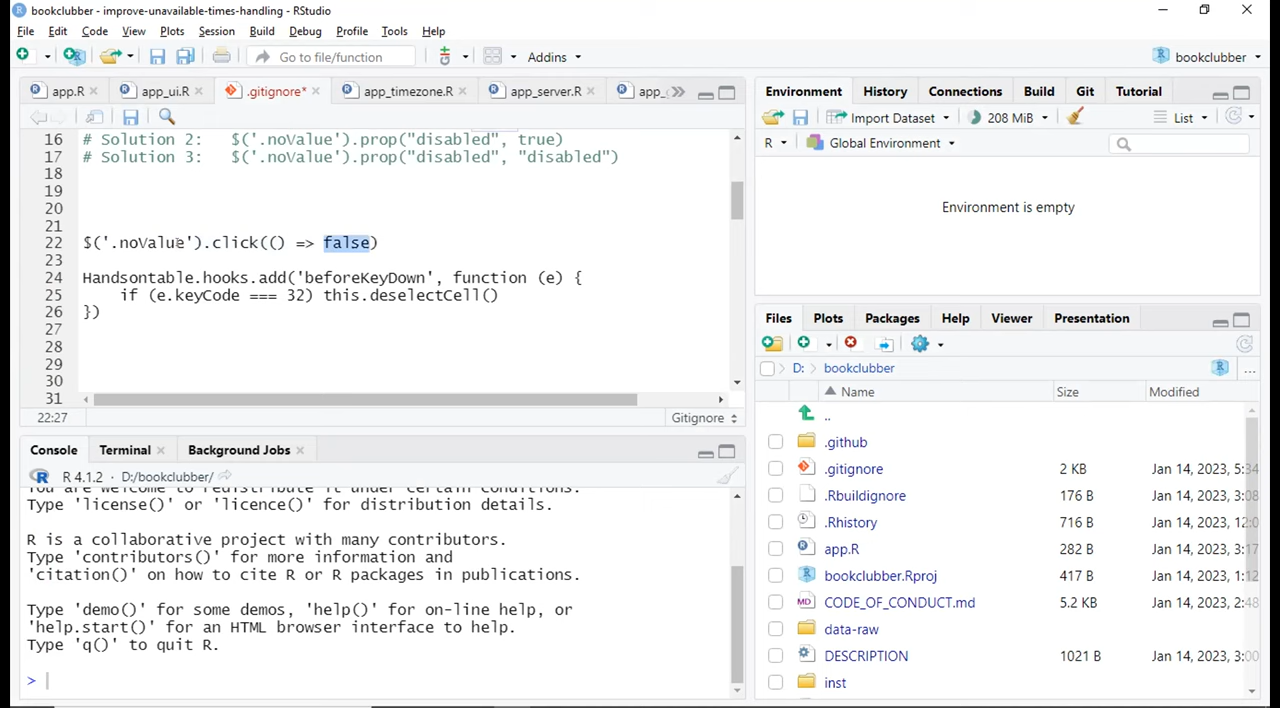 bookclubber - improve-unavailable-times-handling - RStudio
File Edit Code View Plots Session Build Debug Profile Tools Help
Go to file/function Addins bookclubber
app.R app_ui.R .gitignore* app_timezone.R app_server.R app_
16 # Solution 2: $('.noValue').prop("disabled", true)
17 # Solution 3: $('.noValue').prop("disabled", "disabled")
18
19
20
21
22 $('.noValue').click(() => false)
23
24 Handsontable.hooks.add('beforeKeyDown', function (e) {
25 if (e.keyCode === 32) this.deselectCell()
26 })
27
28
29
30
31
22:27 Gitignore
Console Terminal Background Jobs
R 4.1.2 · D:/bookclubber/
You are welcome to redistribute it under certain conditions.
Type 'license()' or 'licence()' for distribution details.
R is a collaborative project with many contributors.
Type 'contributors()' for more information and
'citation()' on how to cite R or R packages in publications.
Type 'demo()' for some demos, 'help()' for on-line help, or
'help.start()' for an HTML browser interface to help.
Type 'q()' to quit R.
>
Environment History Connections Build Git Tutorial
Import Dataset 208 MiB List
R Global Environment
Environment is empty
Files Plots Packages Help Viewer Presentation
D: bookclubber
Name Size Modified
..
.github
.gitignore 2 KB Jan 14, 2023, 5:34
.Rbuildignore 176 B Jan 14, 2023, 3:08
.Rhistory 716 B Jan 14, 2023, 12:0
app.R 282 B Jan 14, 2023, 3:17
bookclubber.Rproj 417 B Jan 14, 2023, 1:12
CODE_OF_CONDUCT.md 5.2 KB Jan 14, 2023, 2:48
data-raw
DESCRIPTION 1021 B Jan 14, 2023, 3:00
inst